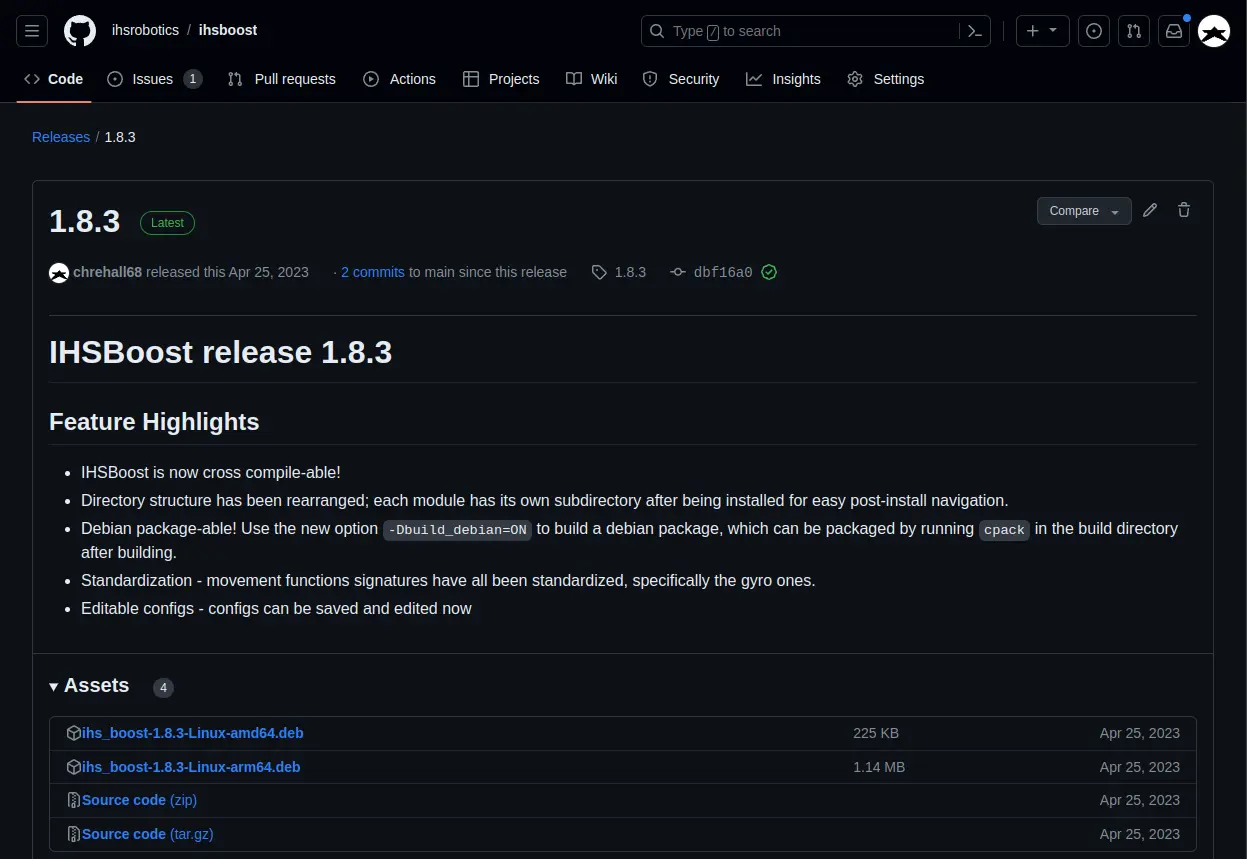 ihsrobotics / ihsboost
Type / to search
Code
Issues 1
Pull requests
Actions
Projects
Wiki
Security
Insights
Settings
Releases / 1.8.3
1.8.3 Latest
Compare
chrehall68 released this Apr 25, 2023 · 2 commits to main since this release 1.8.3 dbf16a0
IHSBoost release 1.8.3
Feature Highlights
• IHSBoost is now cross compile-able!
• Directory structure has been rearranged; each module has its own subdirectory after being installed for easy post-install navigation.
• Debian package-able! Use the new option -Dbuild_debian=ON to build a debian package, which can be packaged by running cpack in the build directory
after building.
• Standardization - movement functions signatures have all been standardized, specifically the gyro ones.
• Editable configs - configs can be saved and edited now
Assets 4
ihs_boost-1.8.3-Linux-amd64.deb 225 KB Apr 25, 2023
ihs_boost-1.8.3-Linux-arm64.deb 1.14 MB Apr 25, 2023
Source code (zip) Apr 25, 2023
Source code (tar.gz) Apr 25, 2023